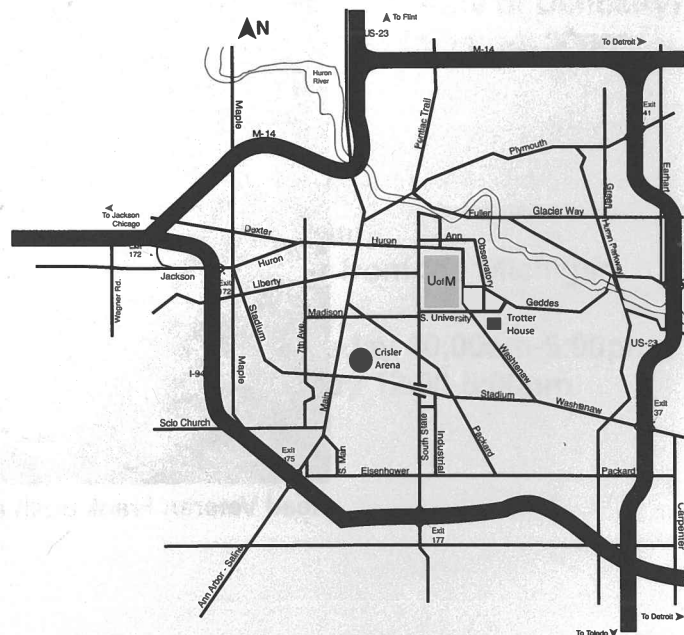 To Flint
N
US-23
To Detroit
M-14
Huron
River
Maple
Pontiac Trail
Exit
41
M-14
Plymouth
Earhart
Green
To Jackson
Chicago
Fuller
Glacier Way
Dexter
Huron
Ann
Huron Parkway
Observatory
Exit
172
Jackson
Huron
Liberty
Exit
172
U of M
Geddes
Wagner Rd.
Stadium
Madison
S. University
Trotter
House
7th Ave.
US-23
Crisler
Arena
Washtenaw
I-94
Maple
Main
Stadium
Washtenaw
Exit
37
Scio Church
South State
Industrial
Packard
Exit
175
S. Main
Eisenhower
Packard
Carpenter
Exit
177
Ann Arbor - Saline
To Detroit
To Toledo